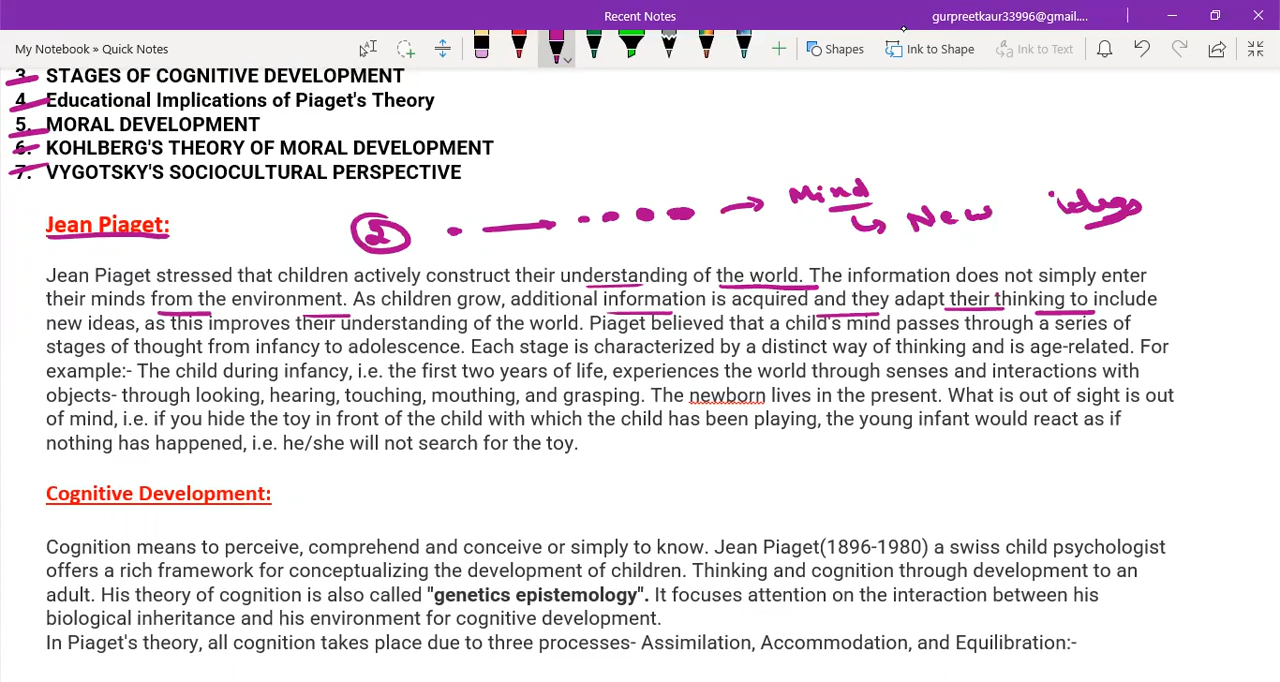 Recent Notes
gurpreetkaur33996@gmail....
My Notebook » Quick Notes
Shapes
Ink to Shape
Ink to Text
3. STAGES OF COGNITIVE DEVELOPMENT
4. Educational Implications of Piaget's Theory
5. MORAL DEVELOPMENT
6. KOHLBERG'S THEORY OF MORAL DEVELOPMENT
7. VYGOTSKY'S SOCIOCULTURAL PERSPECTIVE
Mind
Jean Piaget:
2
New ideas
Jean Piaget stressed that children actively construct their understanding of the world. The information does not simply enter
their minds from the environment. As children grow, additional information is acquired and they adapt their thinking to include
new ideas, as this improves their understanding of the world. Piaget believed that a child's mind passes through a series of
stages of thought from infancy to adolescence. Each stage is characterized by a distinct way of thinking and is age-related. For
example:- The child during infancy, i.e. the first two years of life, experiences the world through senses and interactions with
objects- through looking, hearing, touching, mouthing, and grasping. The newborn lives in the present. What is out of sight is out
of mind, i.e. if you hide the toy in front of the child with which the child has been playing, the young infant would react as if
nothing has happened, i.e. he/she will not search for the toy.
Cognitive Development:
Cognition means to perceive, comprehend and conceive or simply to know. Jean Piaget(1896-1980) a swiss child psychologist
offers a rich framework for conceptualizing the development of children. Thinking and cognition through development to an
adult. His theory of cognition is also called "genetics epistemology". It focuses attention on the interaction between his
biological inheritance and his environment for cognitive development.
In Piaget's theory, all cognition takes place due to three processes- Assimilation, Accommodation, and Equilibration:-